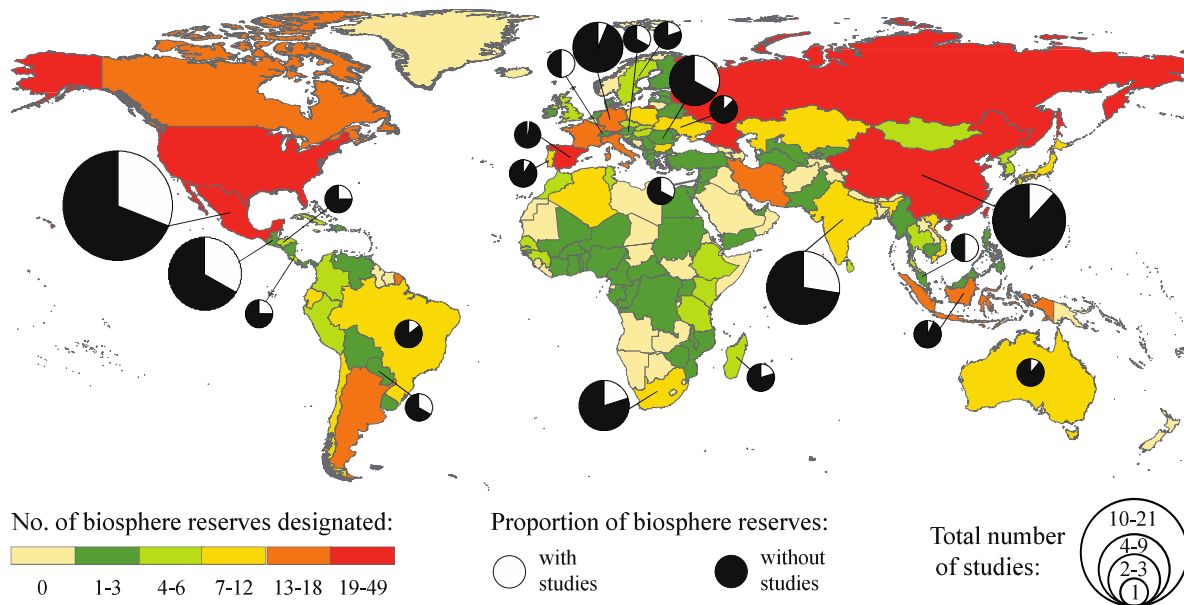 No. of biosphere reserves designated:
0 1-3 4-6 7-12 13-18 19-49
Proportion of biosphere reserves:
with
studies
without
studies
Total number
of studies:
10-21
4-9
2-3
1